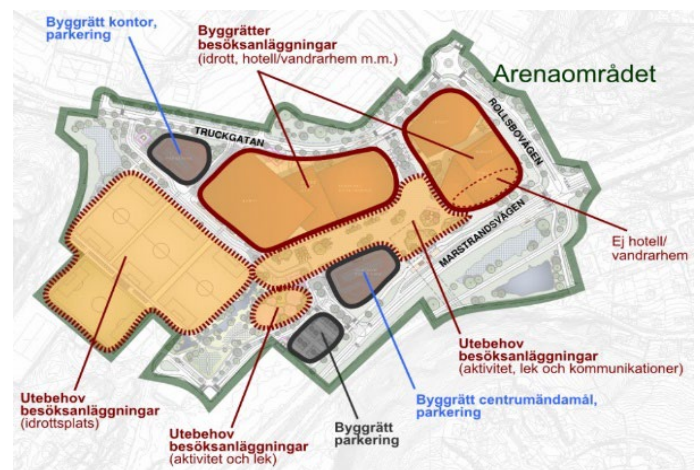 Byggrätt kontor,
parkering
Byggrätter
besöksanläggningar
(idrott, hotell/vandrarhem m.m.)
Arenaområdet
TRUCKGATAN
ROLLSBOVÄGEN
MARSTRANDSVÄGEN
Ej hotell/
vandrarhem
Utebehov
besöksanläggningar
(aktivitet, lek och kommunikationer)
Utebehov
besöksanläggningar
(idrottsplats)
Byggrätt centrumändamål,
parkering
Byggrätt
parkering
Utebehov
besöksanläggningar
(aktivitet och lek)